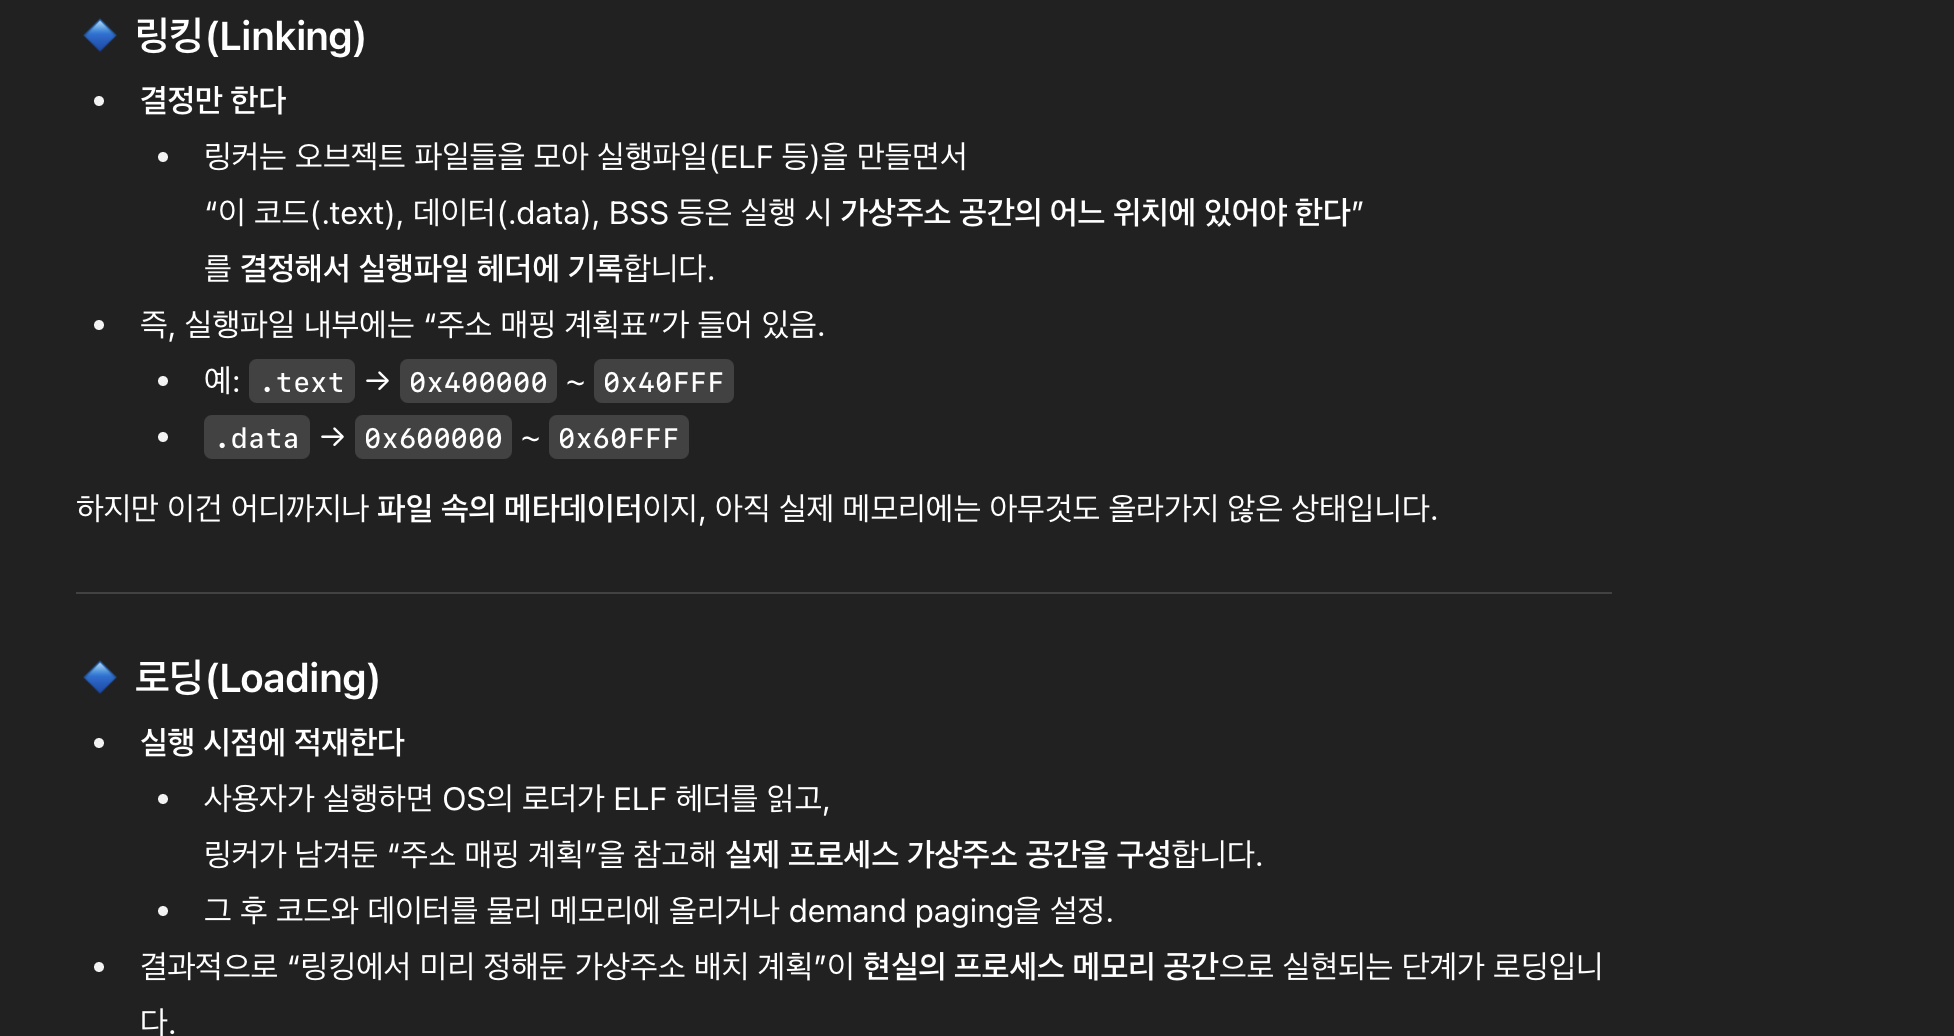 링킹(Linking)
결정만 한다
링커는 오브젝트 파일들을 모아 실행파일(ELF 등)을 만들면서
“이 코드(.text), 데이터(.data), BSS 등은 실행 시 가상주소 공간의 어느 위치에 있어야 한다”
를 결정해서 실행파일 헤더에 기록합니다.
즉, 실행파일 내부에는 “주소 매핑 계획표”가 들어 있음.
예: .text → 0x400000 ~ 0x40FFF
.data → 0x600000 ~ 0x60FFF
하지만 이건 어디까지나 파일 속의 메타데이터이지, 아직 실제 메모리에는 아무것도 올라가지 않은 상태입니다.
로딩(Loading)
실행 시점에 적재한다
사용자가 실행하면 OS의 로더가 ELF 헤더를 읽고,
링커가 남겨둔 “주소 매핑 계획”을 참고해 실제 프로세스 가상주소 공간을 구성합니다.
그 후 코드와 데이터를 물리 메모리에 올리거나 demand paging을 설정.
결과적으로 “링킹에서 미리 정해둔 가상주소 배치 계획”이 현실의 프로세스 메모리 공간으로 실현되는 단계가 로딩입니
다.